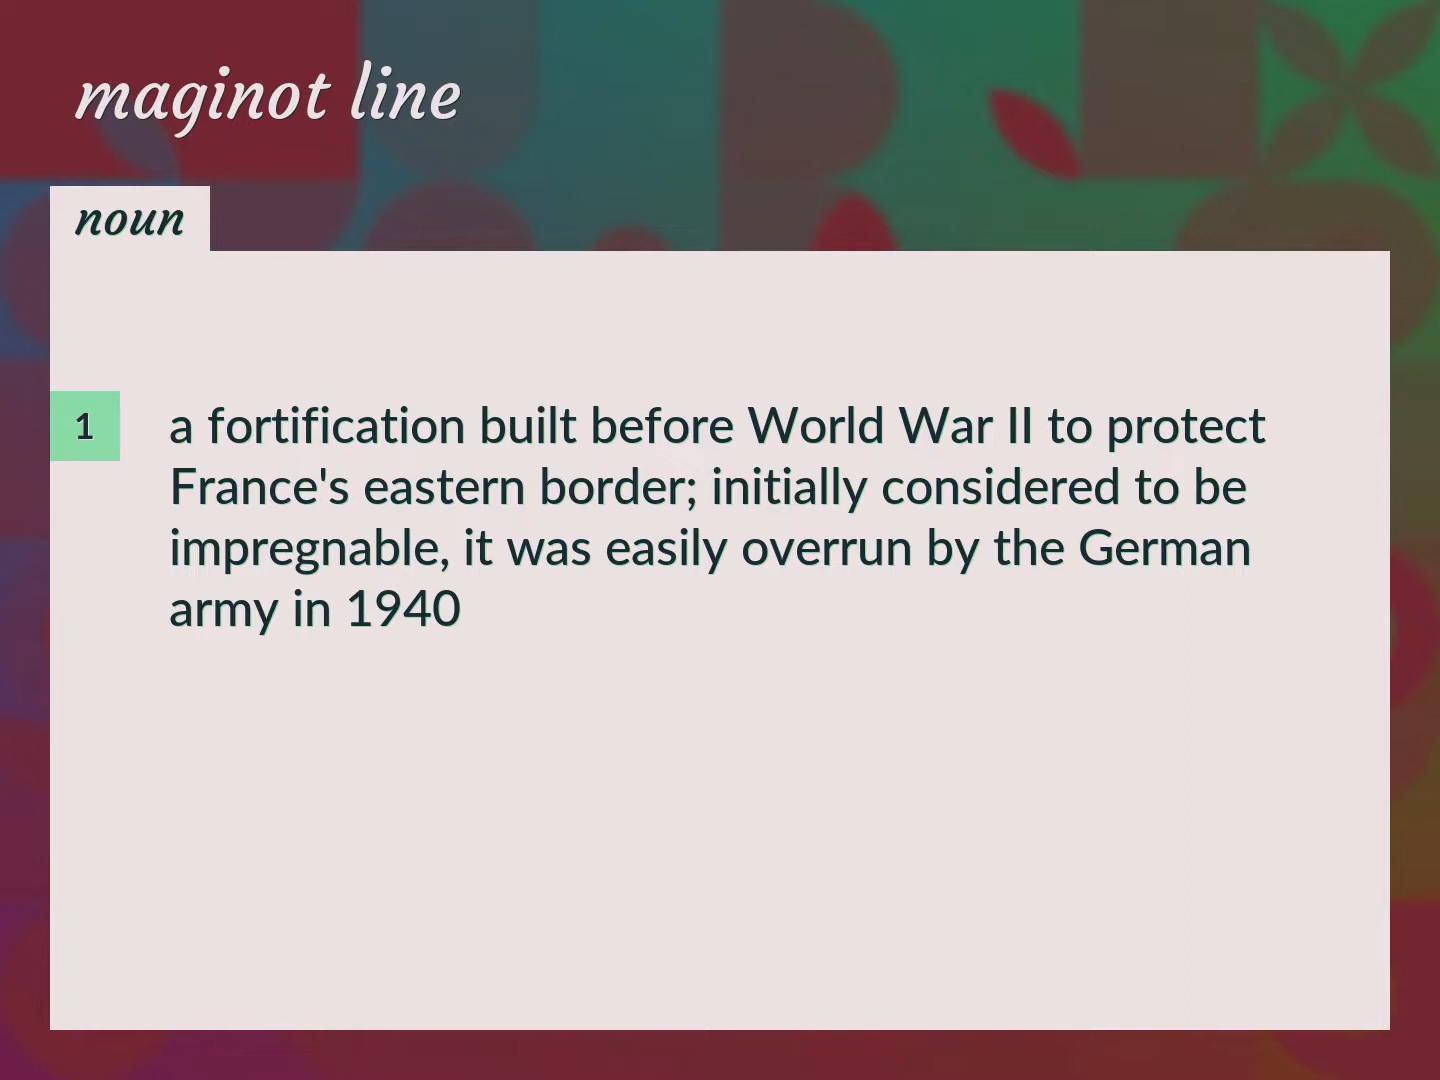 maginot line
noun
1
a fortification built before World War II to protect
France's eastern border; initially considered to be
impregnable, it was easily overrun by the German
army in 1940